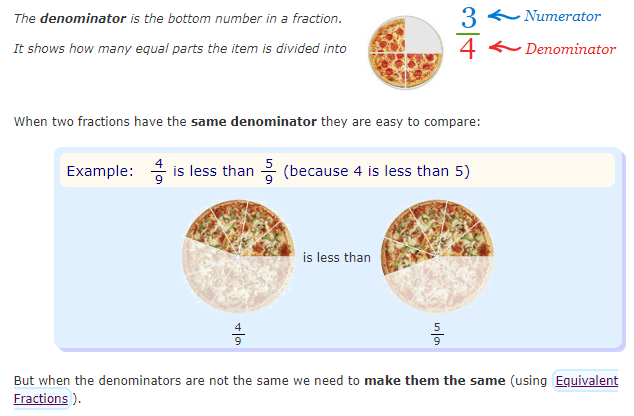 The denominator is the bottom number in a fraction.
It shows how many equal parts the item is divided into
3/4
Numerator
Denominator
When two fractions have the same denominator they are easy to compare:
Example: 4/9 is less than 5/9 (because 4 is less than 5)
is less than
4/9
5/9
But when the denominators are not the same we need to make them the same (using Equivalent
Fractions).